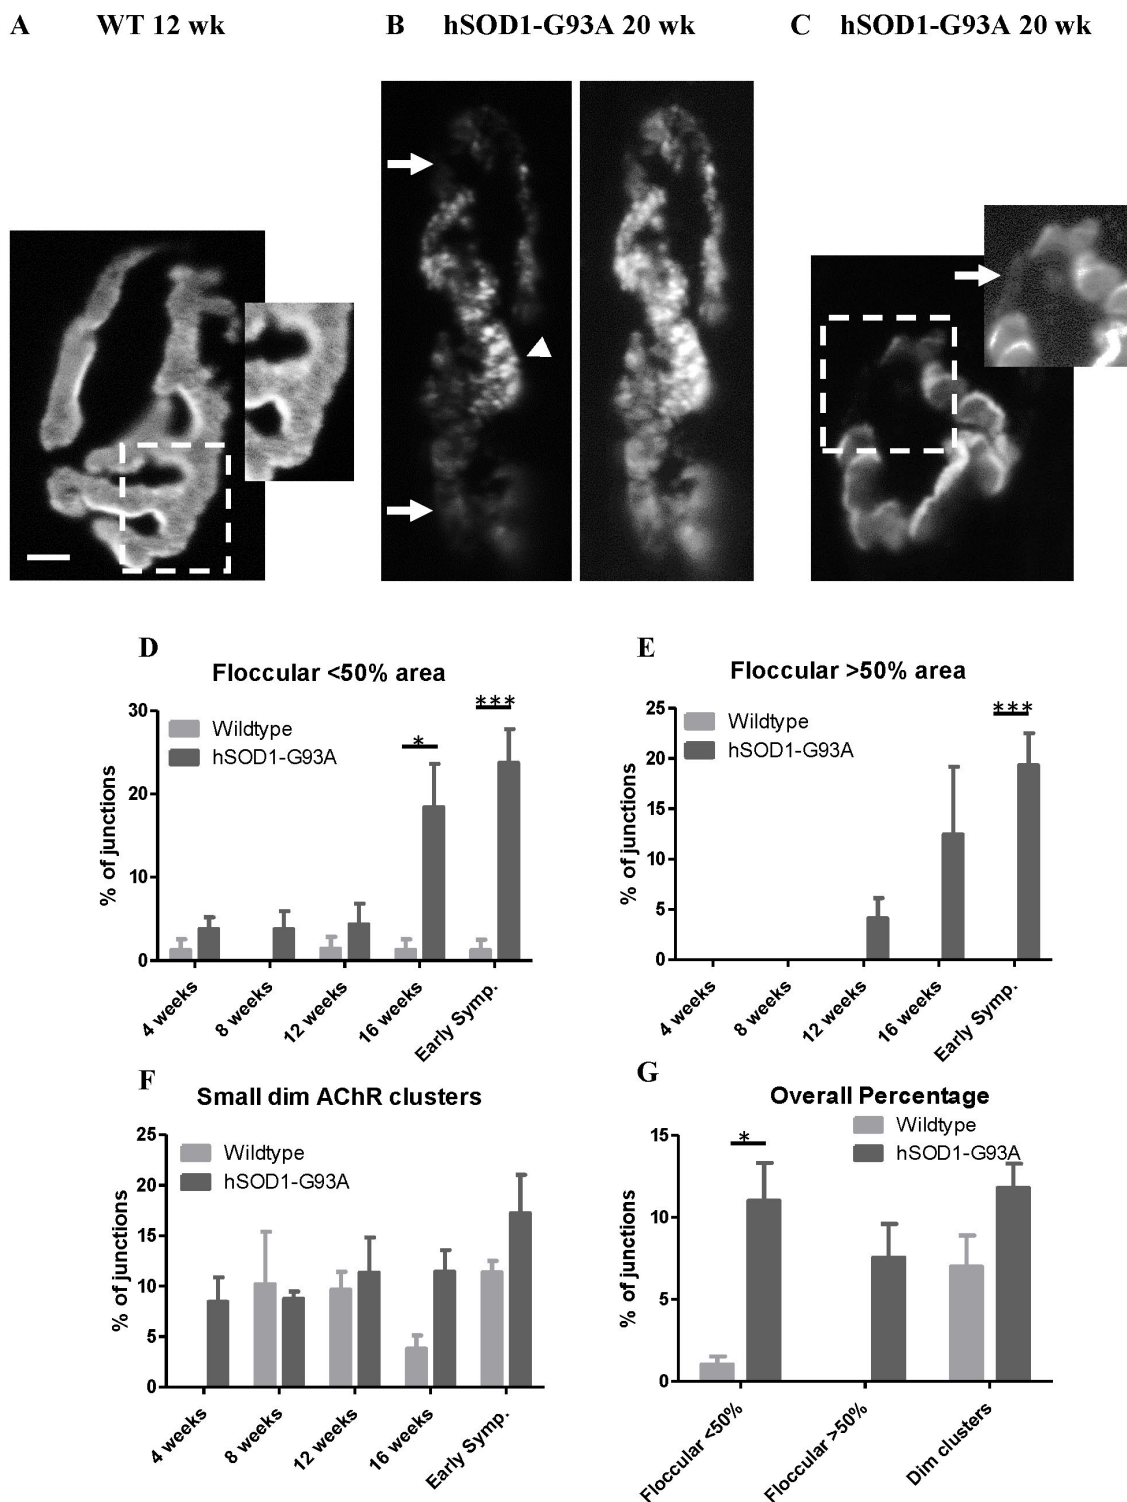 A WT 12 wk B hSOD1-G93A 20 wk C hSOD1-G93A 20 wk
D
Floccular <50% area
30
20
10
0
% of junctions
Wildtype
hSOD1-G93A
*
***
4 weeks
8 weeks
12 weeks
16 weeks
Early Symp.
E
Floccular >50% area
25
20
15
10
5
0
% of junctions
Wildtype
hSOD1-G93A
***
4 weeks
8 weeks
12 weeks
16 weeks
Early Symp.
F
Small dim AChR clusters
25
20
15
10
5
0
% of junctions
Wildtype
hSOD1-G93A
4 weeks
8 weeks
12 weeks
16 weeks
Early Symp.
G
Overall Percentage
15
10
5
0
% of junctions
Wildtype
hSOD1-G93A
*
Floccular <50%
Floccular >50%
Dim clusters